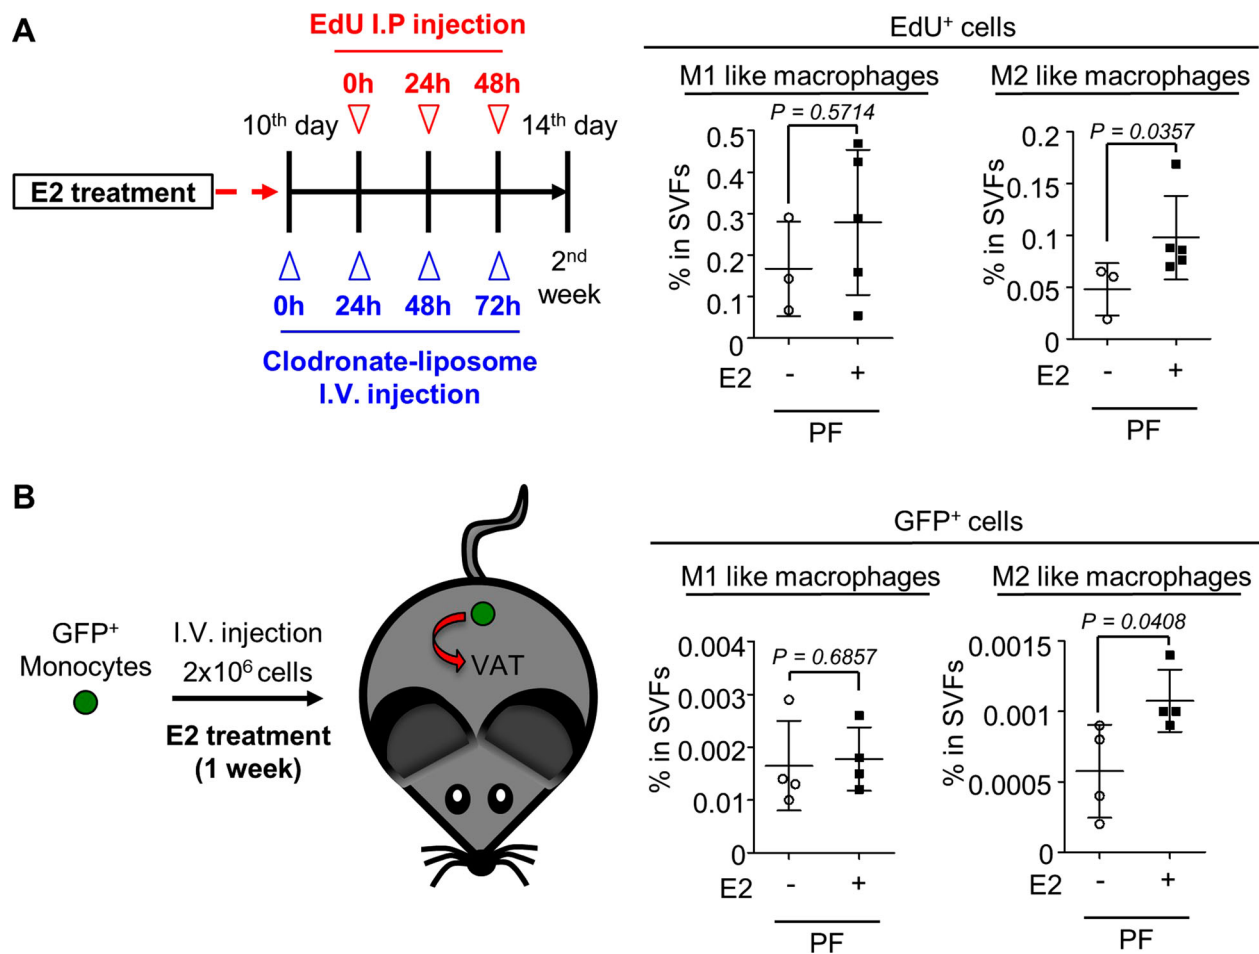 A
EdU I.P injection
0h 24h 48h
10th day
14th day
E2 treatment
2nd
week
0h 24h 48h 72h
Clodronate-liposome
I.V. injection
EdU+ cells
M1 like macrophages
P = 0.5714
% in SVFs
0.5
0.4
0.3
0.2
0.1
0
E2 - +
PF
M2 like macrophages
P = 0.0357
% in SVFs
0.2
0.15
0.1
0.05
0
E2 - +
PF
B
GFP+
Monocytes
I.V. injection
2x10⁶ cells
E2 treatment
(1 week)
VAT
GFP+ cells
M1 like macrophages
P = 0.6857
% in SVFs
0.004
0.003
0.002
0.01
0
E2 - +
PF
M2 like macrophages
P = 0.0408
% in SVFs
0.0015
0.001
0.0005
0
E2 - +
PF